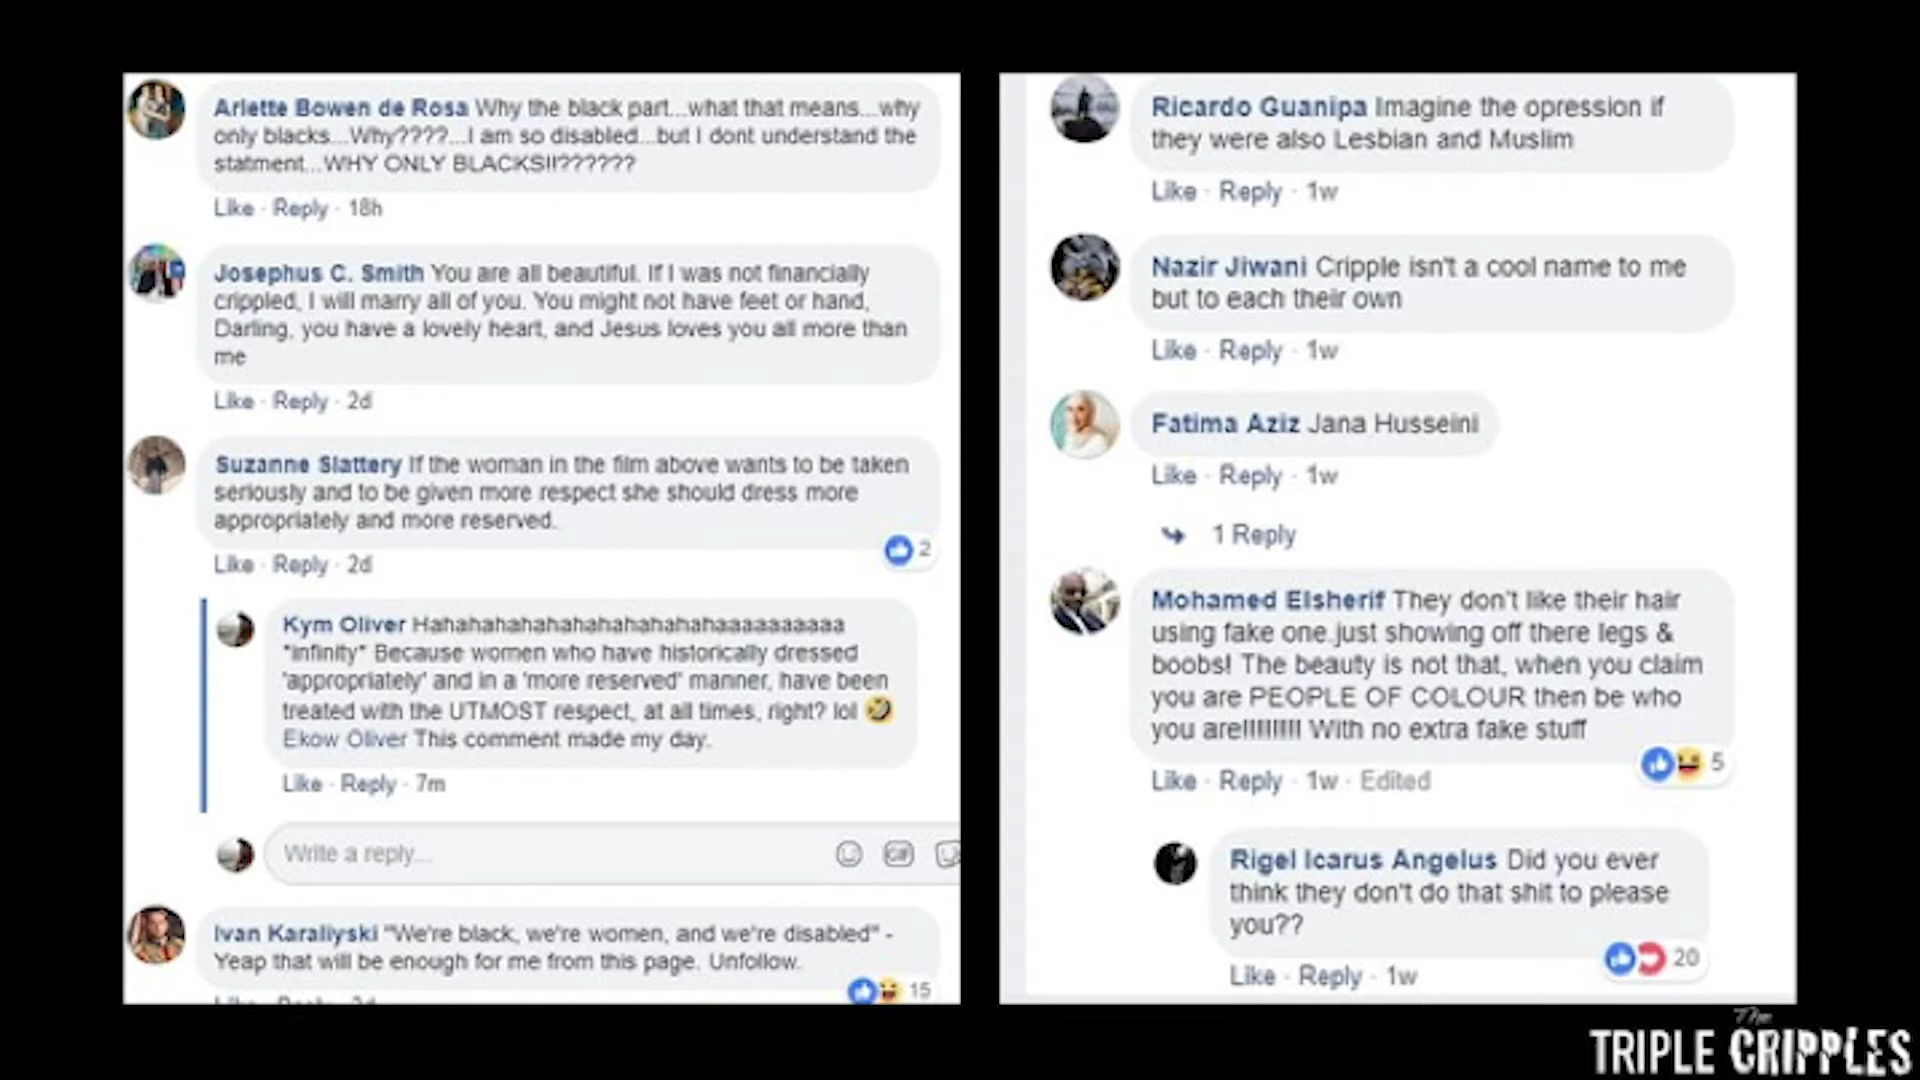 Arlette Bowen de Rosa Why the black part...what that means...why
only blacks...Why????...I am so disabled...but I dont understand the
statment...WHY ONLY BLACKS!!??????
Like · Reply · 18h
Josephus C. Smith You are all beautiful. If I was not financially
crippled, I will marry all of you. You might not have feet or hand,
Darling, you have a lovely heart, and Jesus loves you all more than
me
Like · Reply · 2d
Suzanne Slattery If the woman in the film above wants to be taken
seriously and to be given more respect she should dress more
appropriately and more reserved.
2
Like · Reply · 2d
Kym Oliver Hahahahahahahahahahahahaaaaaaaaaa
*infinity* Because women who have historically dressed
'appropriately' and in a 'more reserved' manner, have been
treated with the UTMOST respect, at all times, right? lol 🤣
Ekow Oliver This comment made my day.
Like · Reply · 7m
Write a reply...
GIF
Ivan Karaliyski "We're black, we're women, and we're disabled" -
Yeap that will be enough for me from this page. Unfollow.
15
Like · Reply · 2d
Ricardo Guanipa Imagine the opression if
they were also Lesbian and Muslim
Like · Reply · 1w
Nazir Jiwani Cripple isn't a cool name to me
but to each their own
Like · Reply · 1w
Fatima Aziz Jana Husseini
Like · Reply · 1w
1 Reply
Mohamed Elsherif They don't like their hair
using fake one.just showing off there legs &
boobs! The beauty is not that, when you claim
you are PEOPLE OF COLOUR then be who
you are!!!!!!!!! With no extra fake stuff
5
Like · Reply · 1w · Edited
Rigel Icarus Angelus Did you ever
think they don't do that shit to please
you??
20
Like · Reply · 1w
The
TRIPLE CRIPPLES